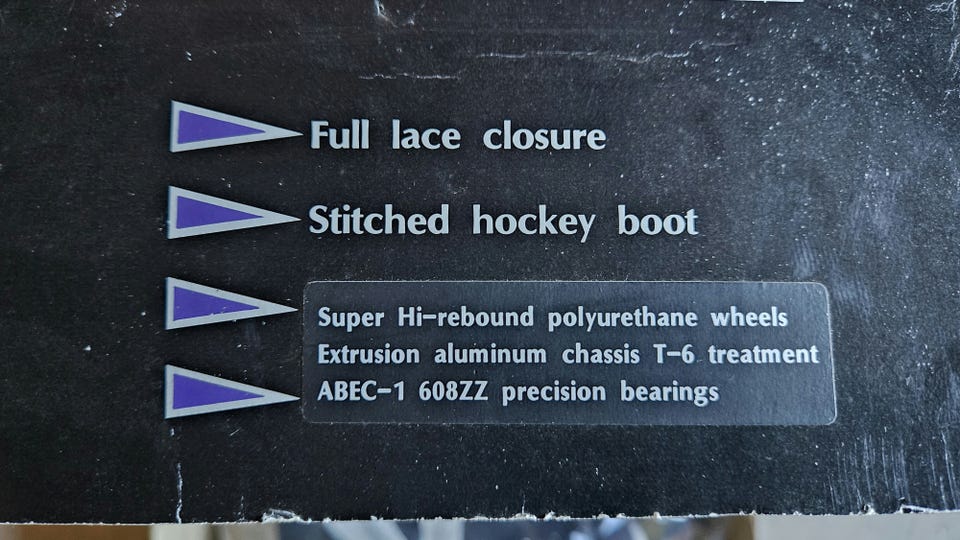 Full lace closure
Stitched hockey boot
Super Hi-rebound polyurethane wheels
Extrusion aluminum chassis T-6 treatment
ABEC-1 608ZZ precision bearings